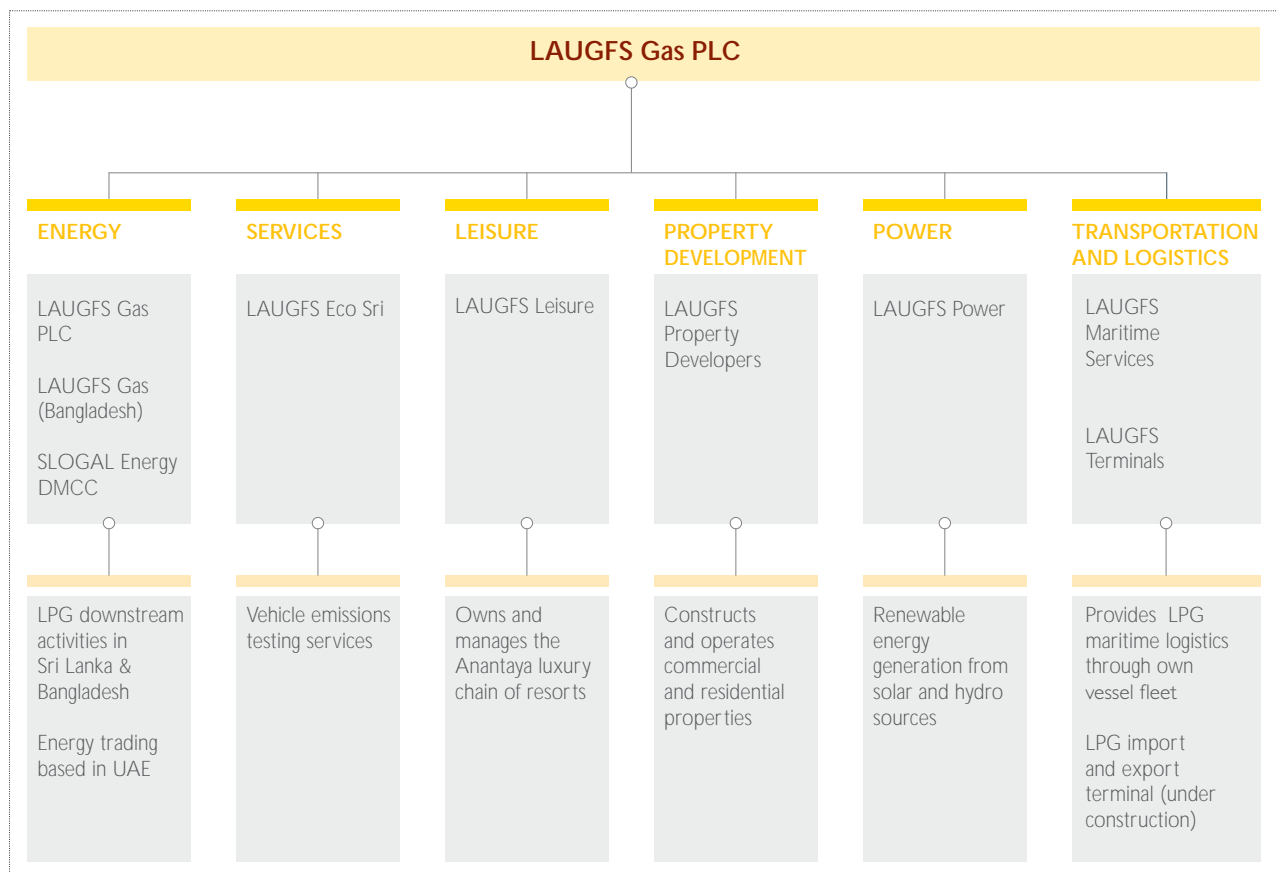 LAUGFS Gas PLC
ENERGY
LAUGFS Gas
PLC
LAUGFS Gas
(Bangladesh)
SLOGAL Energy
DMCC
LPG downstream
activities in
Sri Lanka &
Bangladesh
Energy trading
based in UAE
SERVICES
LAUGFS Eco Sri
Vehicle emissions
testing services
LEISURE
LAUGFS Leisure
Owns and
manages the
Anantaya luxury
chain of resorts
PROPERTY
DEVELOPMENT
LAUGFS
Property
Developers
Constructs
and operates
commercial
and residential
properties
POWER
LAUGFS Power
Renewable
energy
generation from
solar and hydro
sources
TRANSPORTATION
AND LOGISTICS
LAUGFS
Maritime
Services
LAUGFS
Terminals
Provides LPG
maritime logistics
through own
vessel fleet
LPG import
and export
terminal (under
construction)